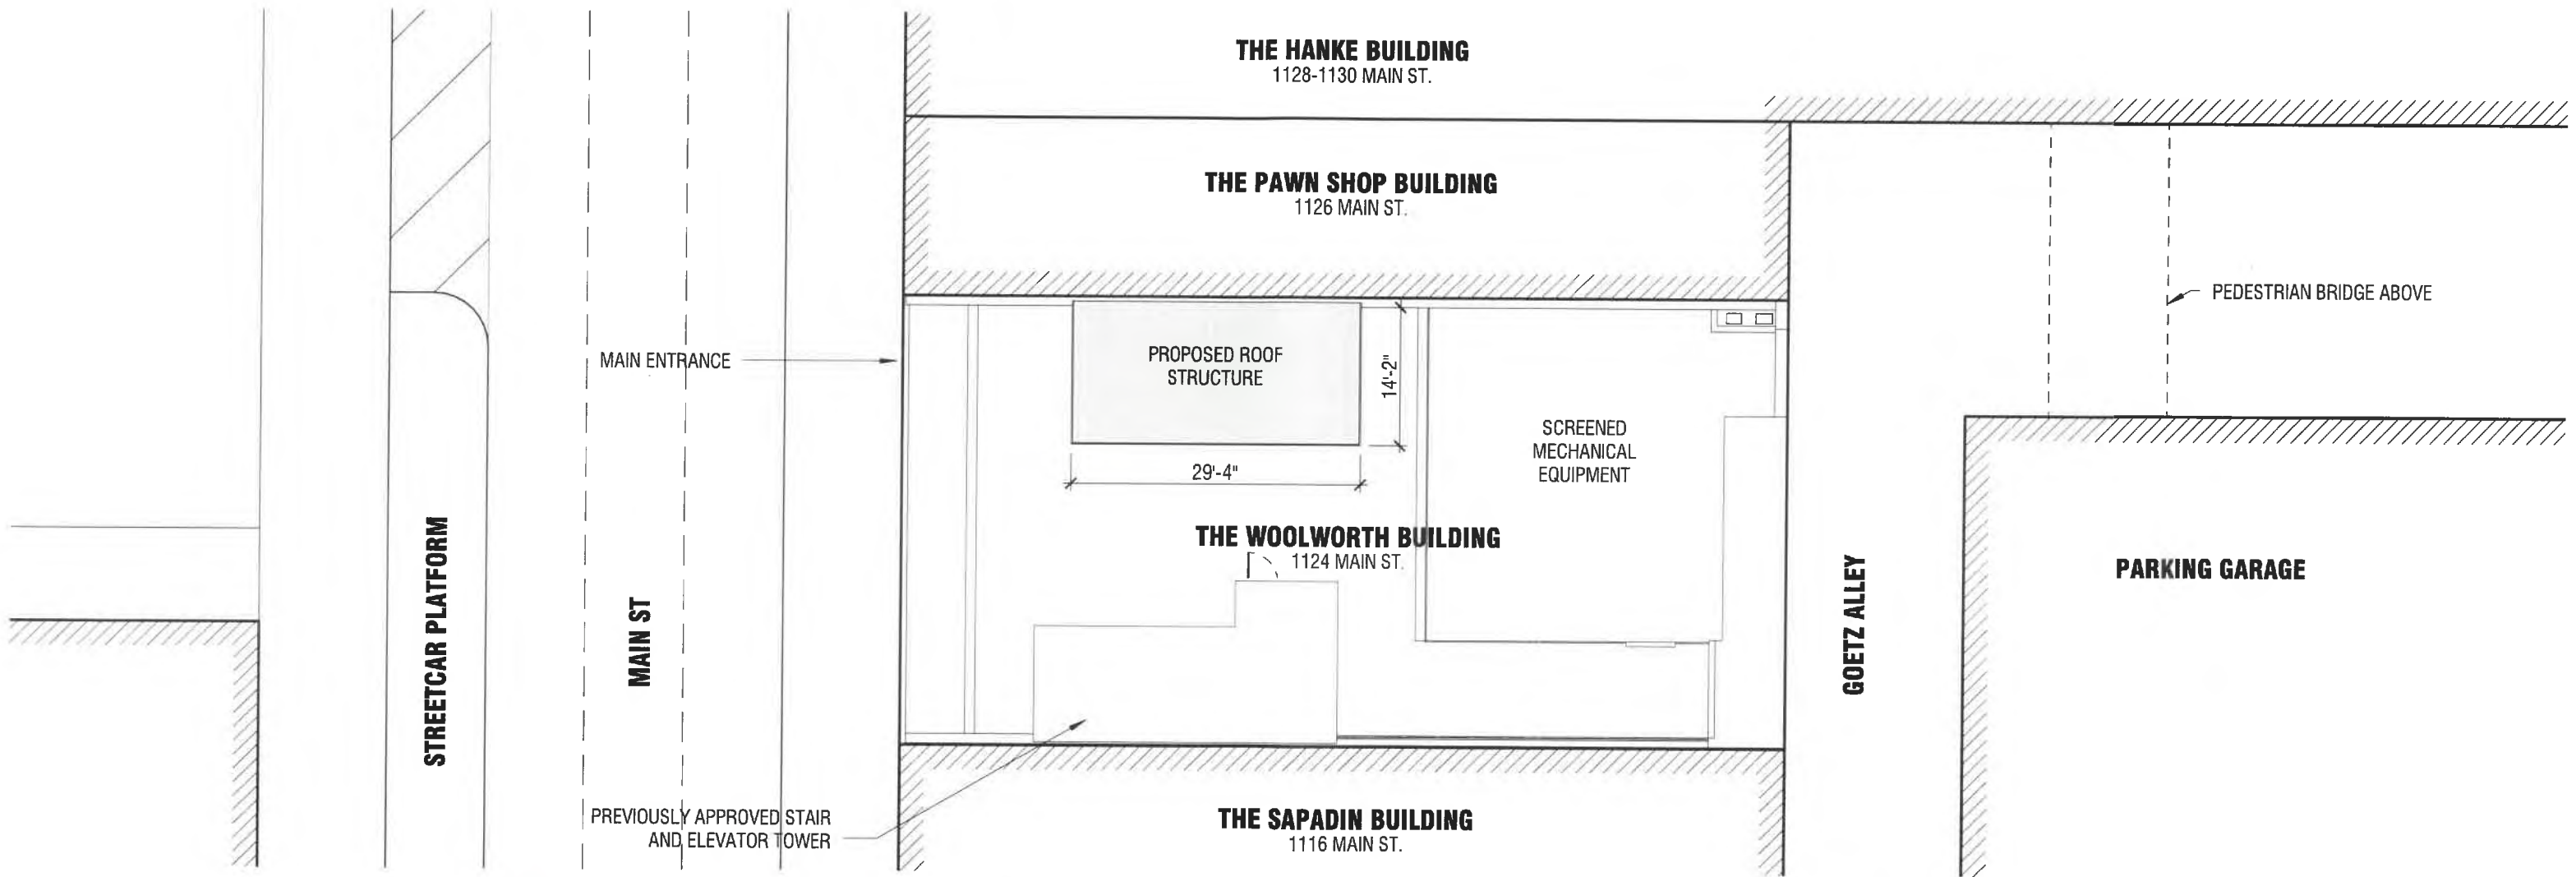 THE HANKE BUILDING
1128-1130 MAIN ST.
THE PAWN SHOP BUILDING
1126 MAIN ST.
PEDESTRIAN BRIDGE ABOVE
MAIN ENTRANCE
PROPOSED ROOF
STRUCTURE
14'-2"
29'-4"
SCREENED
MECHANICAL
EQUIPMENT
THE WOOLWORTH BUILDING
1124 MAIN ST.
STREETCAR PLATFORM
MAIN ST
GOETZ ALLEY
PARKING GARAGE
PREVIOUSLY APPROVED STAIR
AND ELEVATOR TOWER
THE SAPADIN BUILDING
1116 MAIN ST.